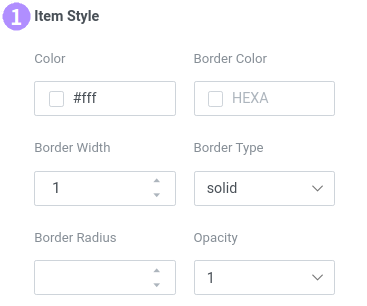 1 Item Style
Color Border Color
#fff HEXA
Border Width Border Type
1 solid
Border Radius Opacity
1